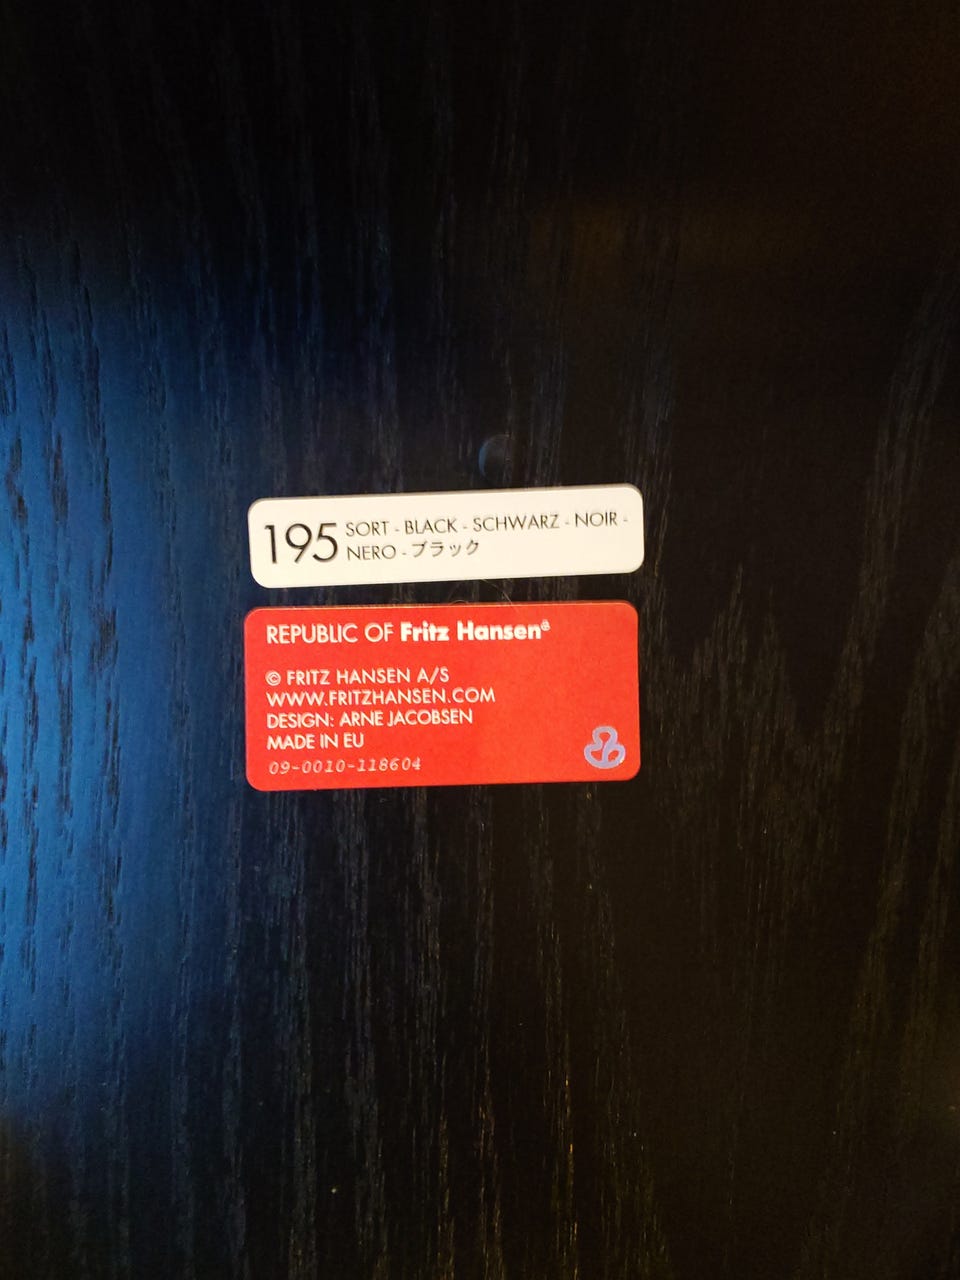 195 SORT - BLACK - SCHWARZ - NOIR -
NERO - ブラック
REPUBLIC OF Fritz Hansen®
© FRITZ HANSEN A/S
WWW.FRITZHANSEN.COM
DESIGN: ARNE JACOBSEN
MADE IN EU
09-0010-118604